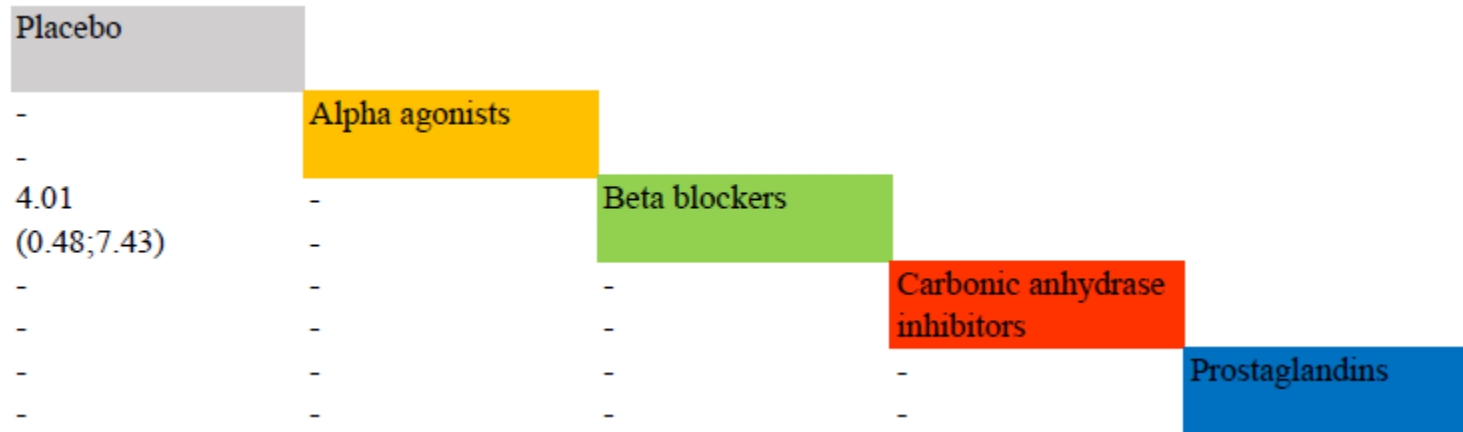 Placebo
- Alpha agonists
-
4.01 - Beta blockers
(0.48;7.43) -
- - - Carbonic anhydrase
- - - inhibitors
- - - - Prostaglandins
- - - -